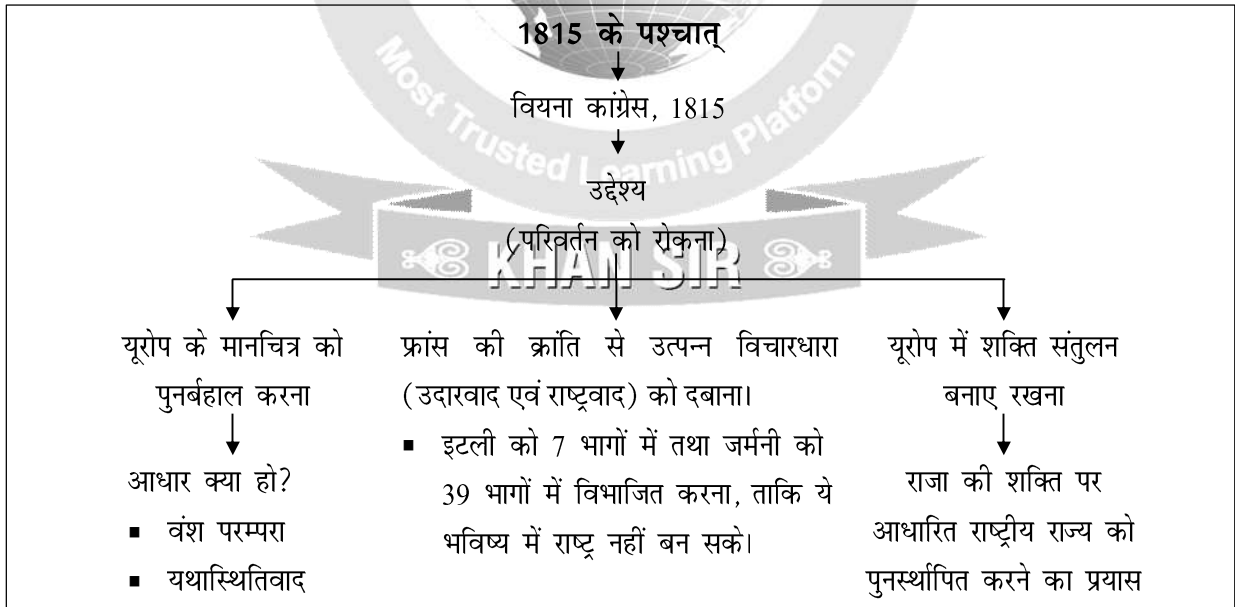 1815 के पश्चात्
वियना कांग्रेस, 1815
Most Trusted Learning Platform
उद्देश्य
(परिवर्तन को रोकना)
KHAN SIR
यूरोप के मानचित्र को
पुनर्बहाल करना
आधार क्या हो?
▪ वंश परम्परा
▪ यथास्थितिवाद
फ्रांस की क्रांति से उत्पन्न विचारधारा
(उदारवाद एवं राष्ट्रवाद) को दबाना।
▪ इटली को 7 भागों में तथा जर्मनी को
39 भागों में विभाजित करना, ताकि ये
भविष्य में राष्ट्र नहीं बन सके।
यूरोप में शक्ति संतुलन
बनाए रखना
राजा की शक्ति पर
आधारित राष्ट्रीय राज्य को
पुनर्स्थापित करने का प्रयास